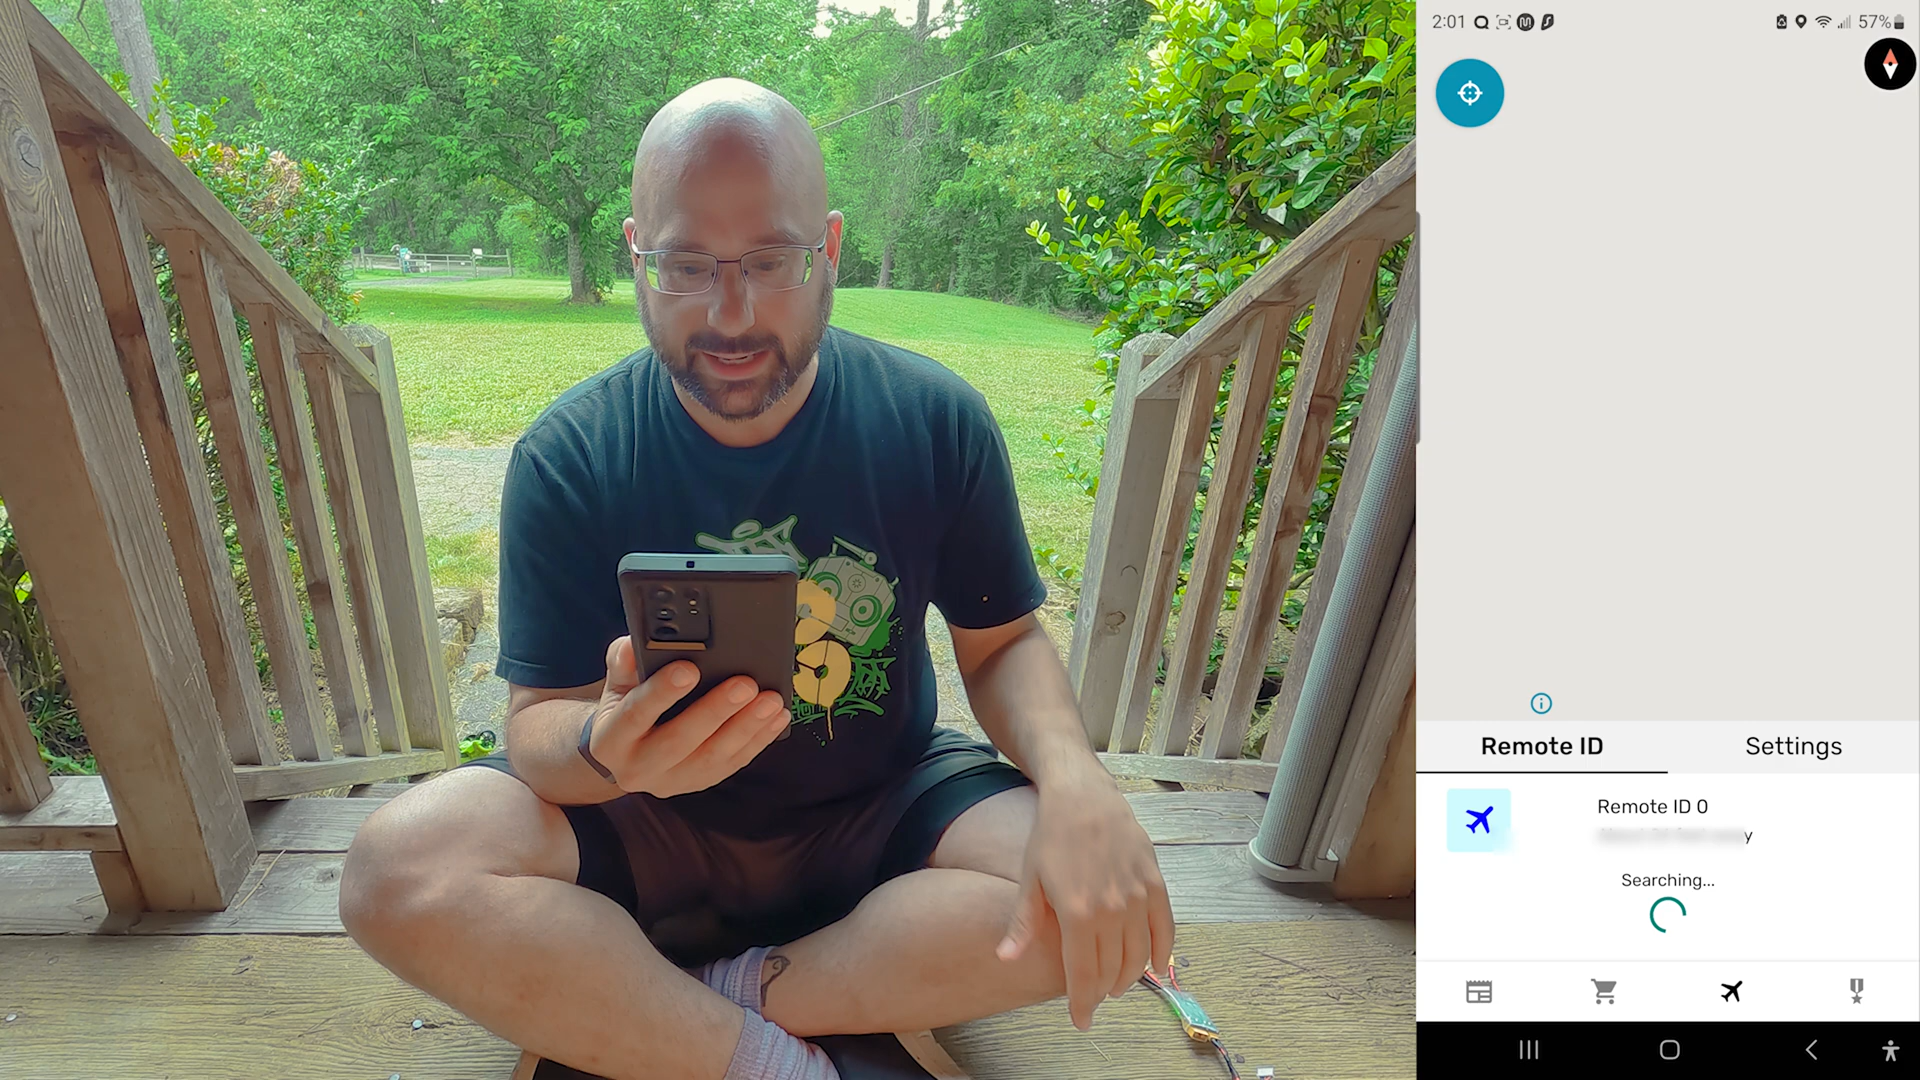 2:01
57%
Remote ID
Settings
Remote ID 0
y
Searching...